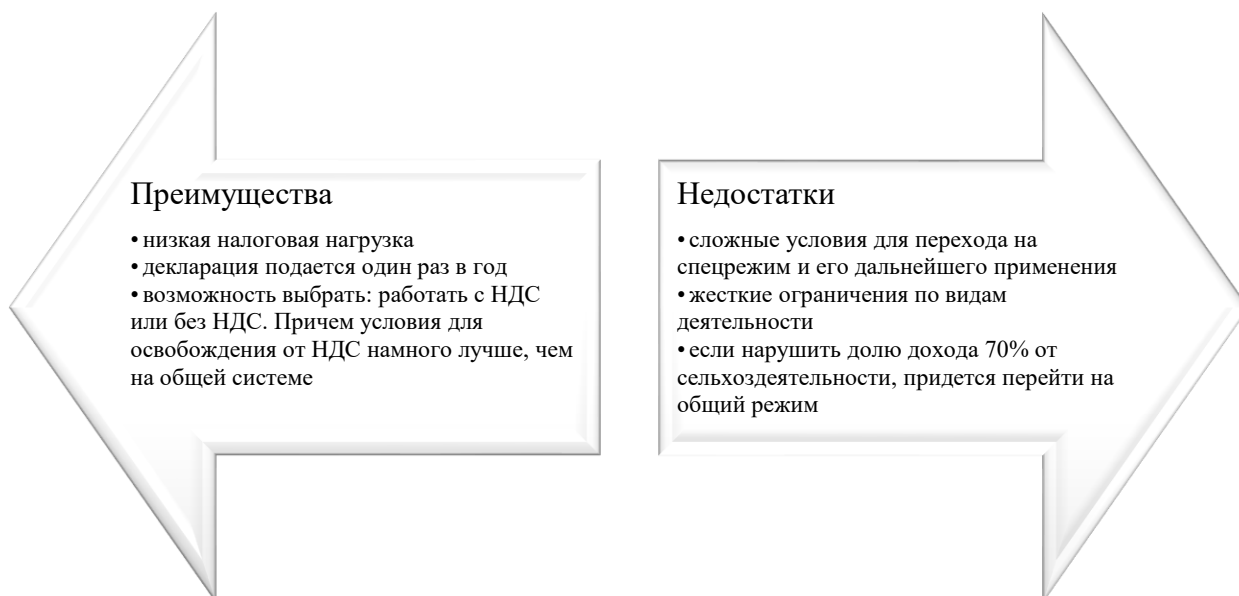 Преимущества
• низкая налоговая нагрузка
• декларация подается один раз в год
• возможность выбрать: работать с НДС
или без НДС. Причем условия для
освобождения от НДС намного лучше, чем
на общей системе
Недостатки
• сложные условия для перехода на
спецрежим и его дальнейшего применения
• жесткие ограничения по видам
деятельности
• если нарушить долю дохода 70% от
сельхоздеятельности, придется перейти на
общий режим